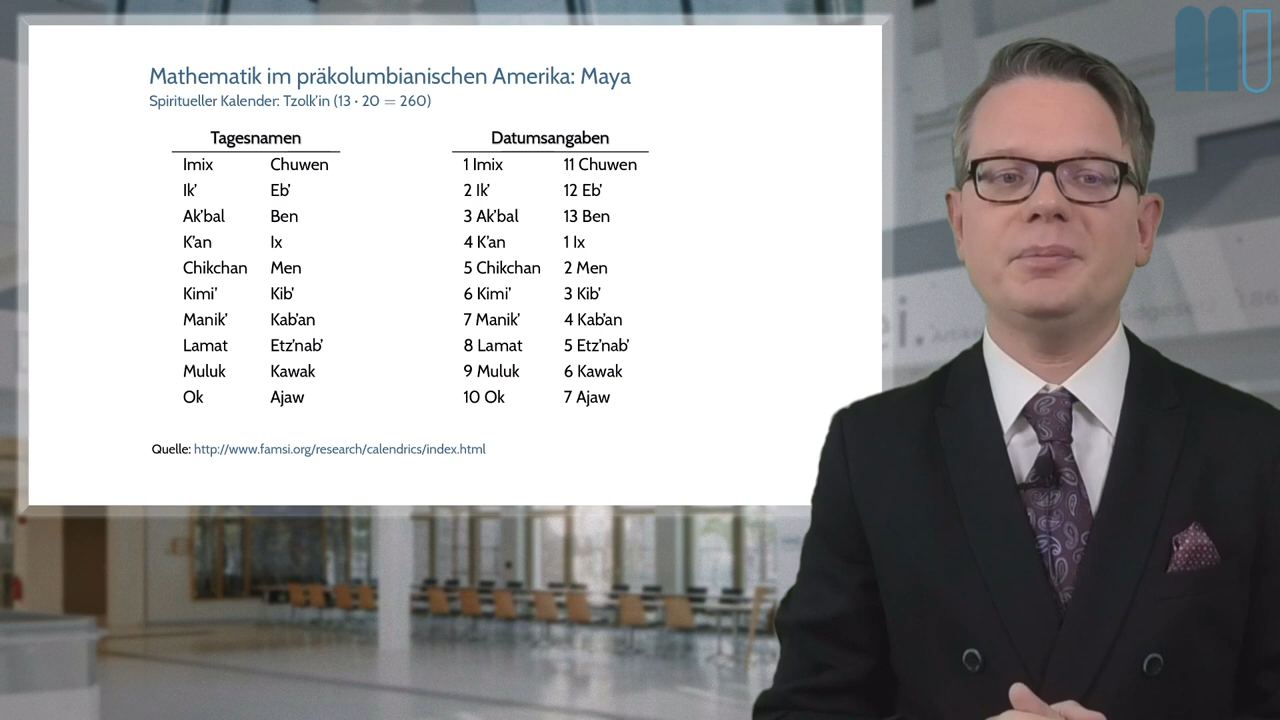 Mathematik im präkolumbianischen Amerika: Maya
Spiritueller Kalender: Tzolk'in (13 · 20 = 260)
Tagesnamen Datumsangaben
Imix Chuwen 1 Imix 11 Chuwen
Ik' Eb' 2 Ik' 12 Eb'
Ak'bal Ben 3 Ak'bal 13 Ben
K'an Ix 4 K'an 1 Ix
Chikchan Men 5 Chikchan 2 Men
Kimi' Kib' 6 Kimi' 3 Kib'
Manik' Kab'an 7 Manik' 4 Kab'an
Lamat Etz'nab' 8 Lamat 5 Etz'nab'
Muluk Kawak 9 Muluk 6 Kawak
Ok Ajaw 10 Ok 7 Ajaw
Quelle: http://www.famsi.org/research/calendrics/index.html
ei.